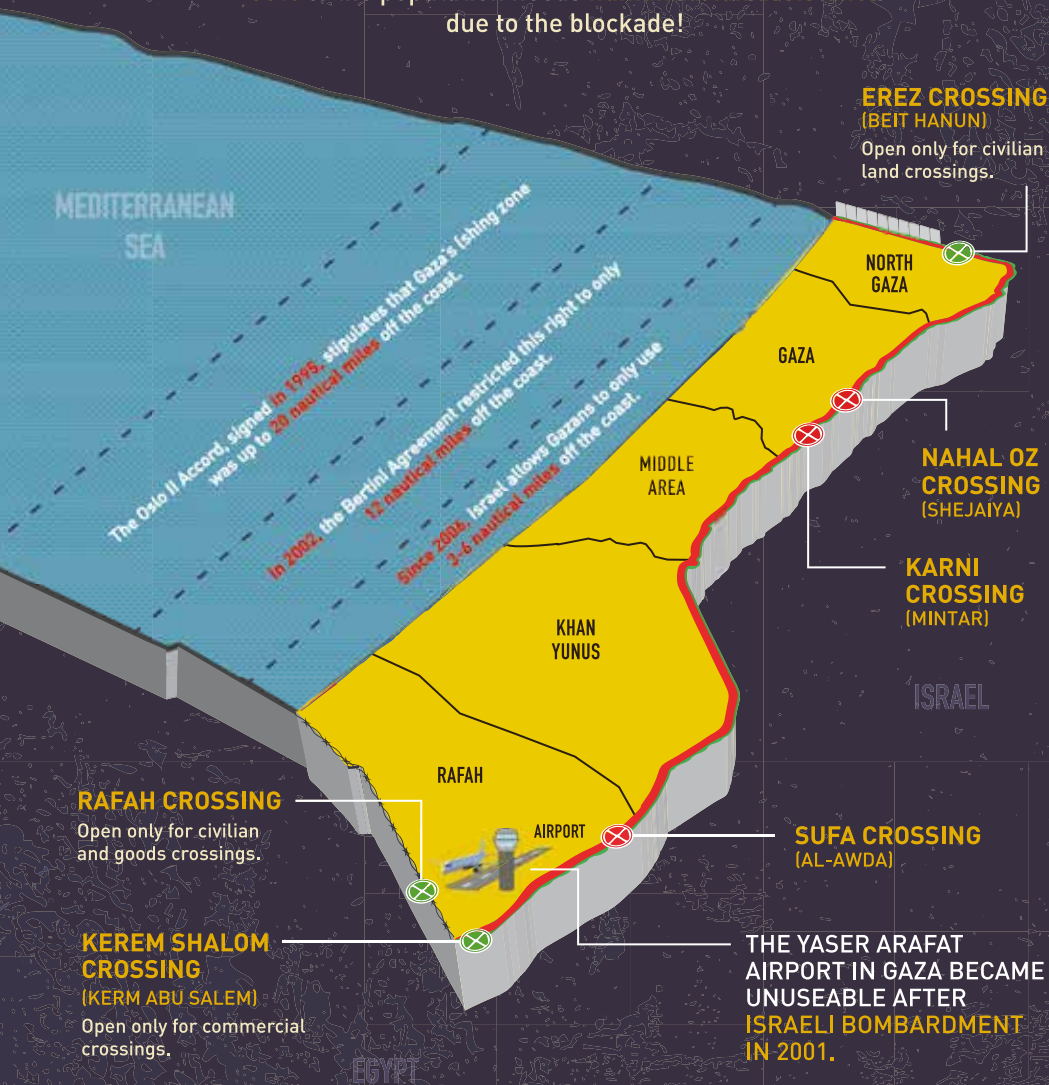 due to the blockade!
EREZ CROSSING
(BEIT HANUN)
Open only for civilian
land crossings.
MEDITERRANEAN
SEA
The Oslo II Accord, signed in 1995, stipulates that Gaza's ishing zone
was up to 20 nautical miles off the coast.
In 2002, the Bertini Agreement restricted this right to only
12 nautical miles off the coast.
Since 2006, Israel allows Gazans to only use
3-6 nautical miles off the coast.
NORTH
GAZA
GAZA
MIDDLE
AREA
NAHAL OZ
CROSSING
(SHEJAIYA)
KARNI
CROSSING
(MINTAR)
KHAN
YUNUS
ISRAEL
RAFAH
RAFAH CROSSING
Open only for civilian
and goods crossings.
AIRPORT
SUFA CROSSING
(AL-AWDA)
KEREM SHALOM
CROSSING
(KERM ABU SALEM)
Open only for commercial
crossings.
THE YASER ARAFAT
AIRPORT IN GAZA BECAME
UNUSEABLE AFTER
ISRAELI BOMBARDMENT
IN 2001.
EGYPT